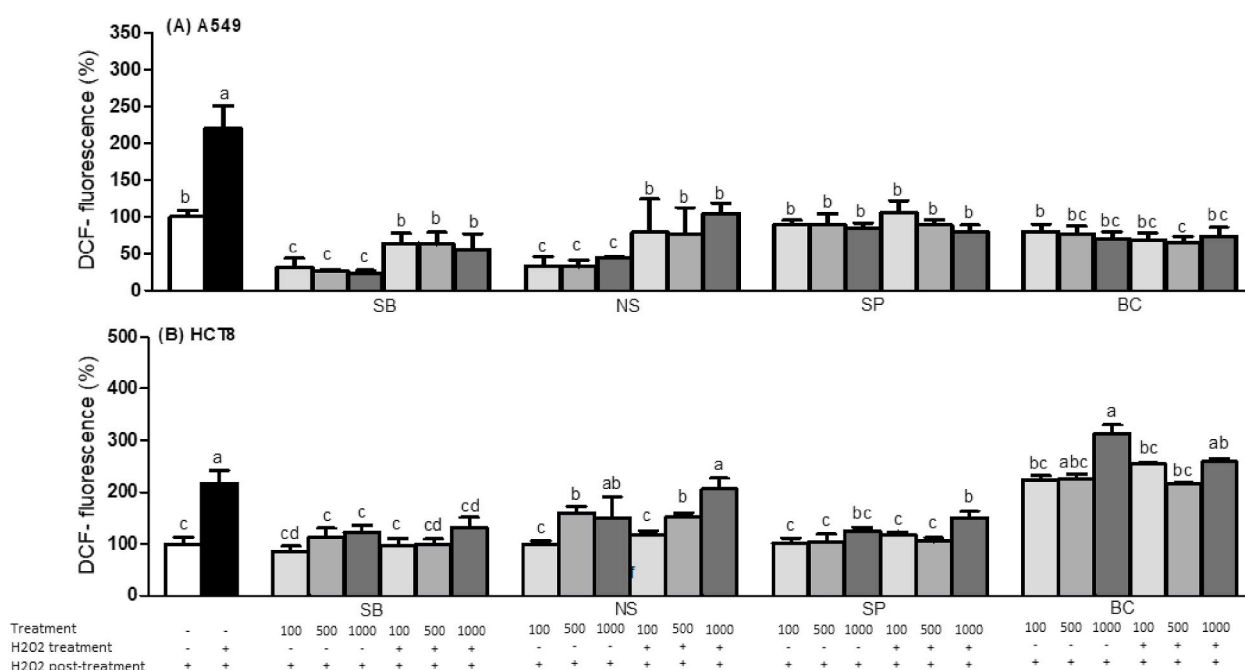 (A) A549
DCF- fluorescence (%)
350
300
250
200
150
100
50
0
b a
c c c b b b
c c c b b b
b b b b b b
b bc bc bc c bc
SB NS SP BC
(B) HCT8
DCF- fluorescence (%)
500
400
300
200
100
0
c a
cd c c c cd cd
c b ab c b a
c c bc c c b
bc abc a bc bc ab
f
SB NS SP BC
Treatment - - 100 500 1000 100 500 1000 100 500 1000 100 500 1000 100 500 1000 100 500 1000 100 500 1000 100 500 1000
H202 treatment - + - - - + + + - - - + + + - - - + + + - - - + + +
H202 post-treatment + + + + + + + + + + + + + + + + + + + + + + + + + +